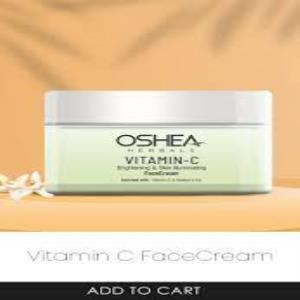 OSHEA
HERBALS
VITAMIN-C
Brightening & Skin Illuminating
FaceCream
Vitamin C FaceCream
ADD TO CART